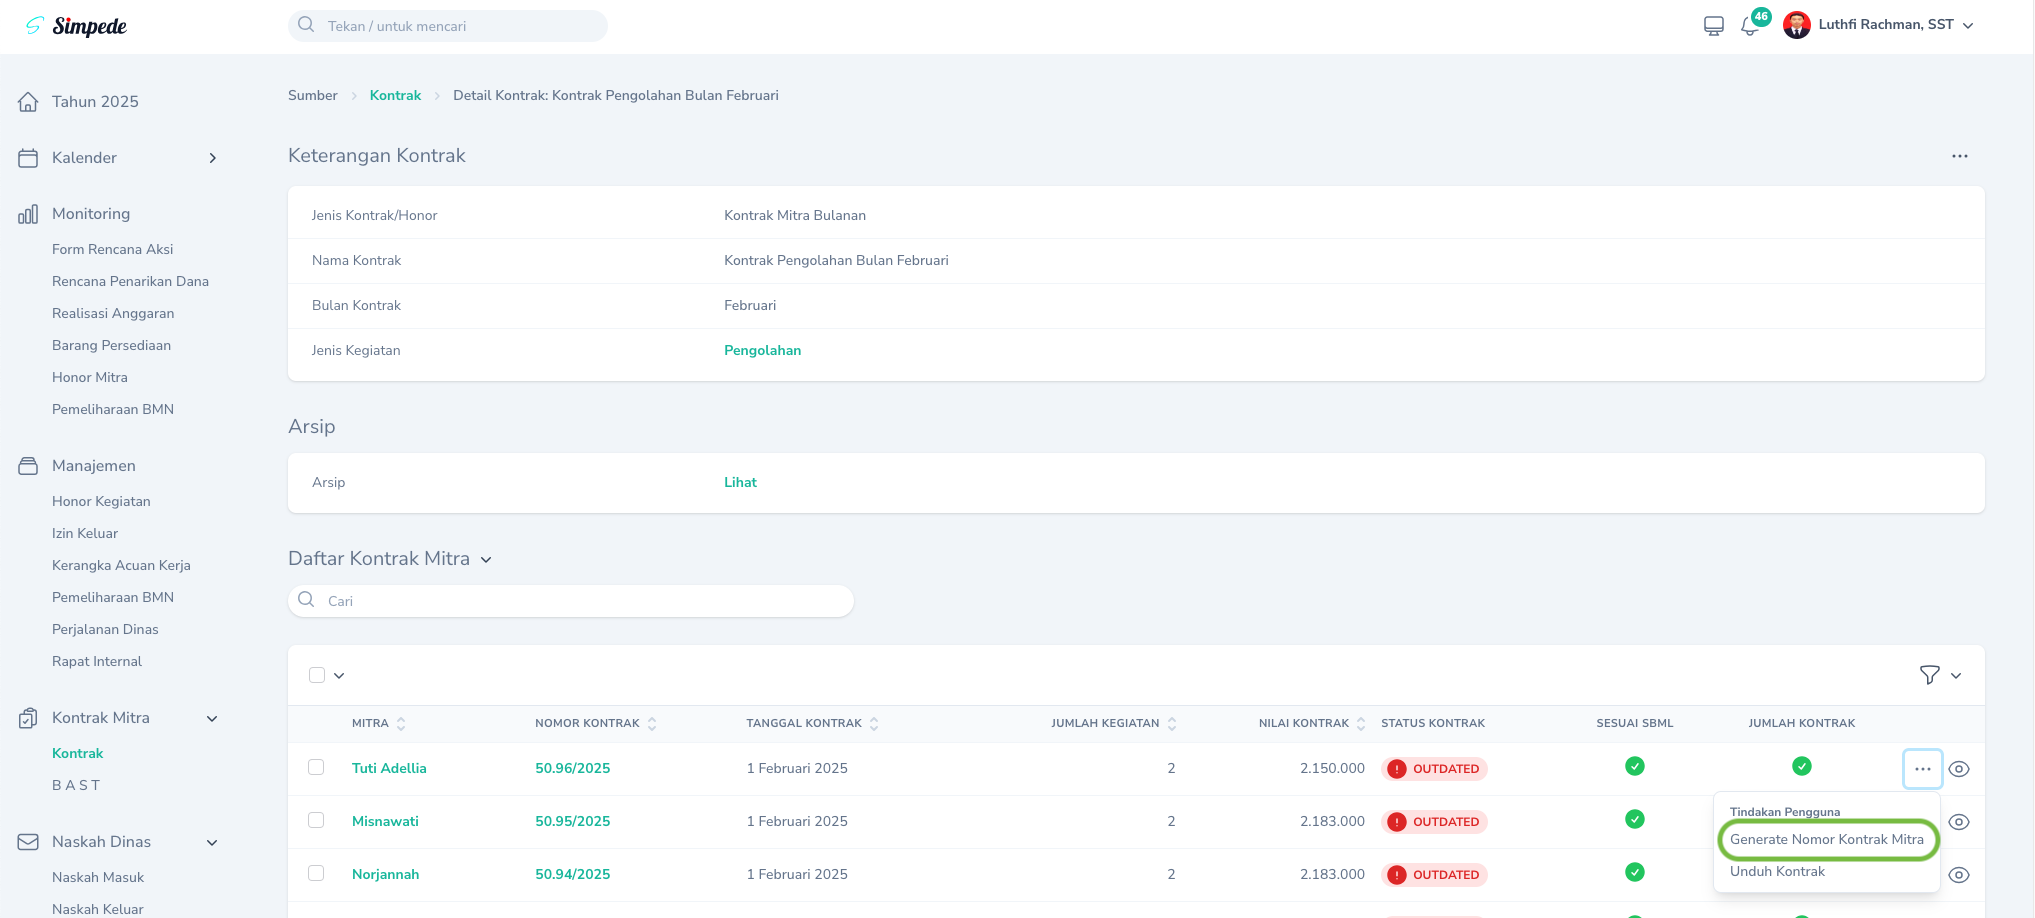 Simpede
Tekan / untuk mencari
46
Luthfi Rachman, SST
Tahun 2025
Kalender
Monitoring
Form Rencana Aksi
Rencana Penarikan Dana
Realisasi Anggaran
Barang Persediaan
Honor Mitra
Pemeliharaan BMN
Manajemen
Honor Kegiatan
Izin Keluar
Kerangka Acuan Kerja
Pemeliharaan BMN
Perjalanan Dinas
Rapat Internal
Kontrak Mitra
Kontrak
B A S T
Naskah Dinas
Naskah Masuk
Naskah Keluar
Sumber > Kontrak > Detail Kontrak: Kontrak Pengolahan Bulan Februari
Keterangan Kontrak
Jenis Kontrak/Honor Kontrak Mitra Bulanan
Nama Kontrak Kontrak Pengolahan Bulan Februari
Bulan Kontrak Februari
Jenis Kegiatan Pengolahan
Arsip
Arsip Lihat
Daftar Kontrak Mitra
Cari
MITRA NOMOR KONTRAK TANGGAL KONTRAK JUMLAH KEGIATAN NILAI KONTRAK STATUS KONTRAK SESUAI SBML JUMLAH KONTRAK
Tuti Adellia 50.96/2025 1 Februari 2025 2 2.150.000 OUTDATED
Misnawati 50.95/2025 1 Februari 2025 2 2.183.000 OUTDATED
Norjannah 50.94/2025 1 Februari 2025 2 2.183.000 OUTDATED
Tindakan Pengguna
Generate Nomor Kontrak Mitra
Unduh Kontrak